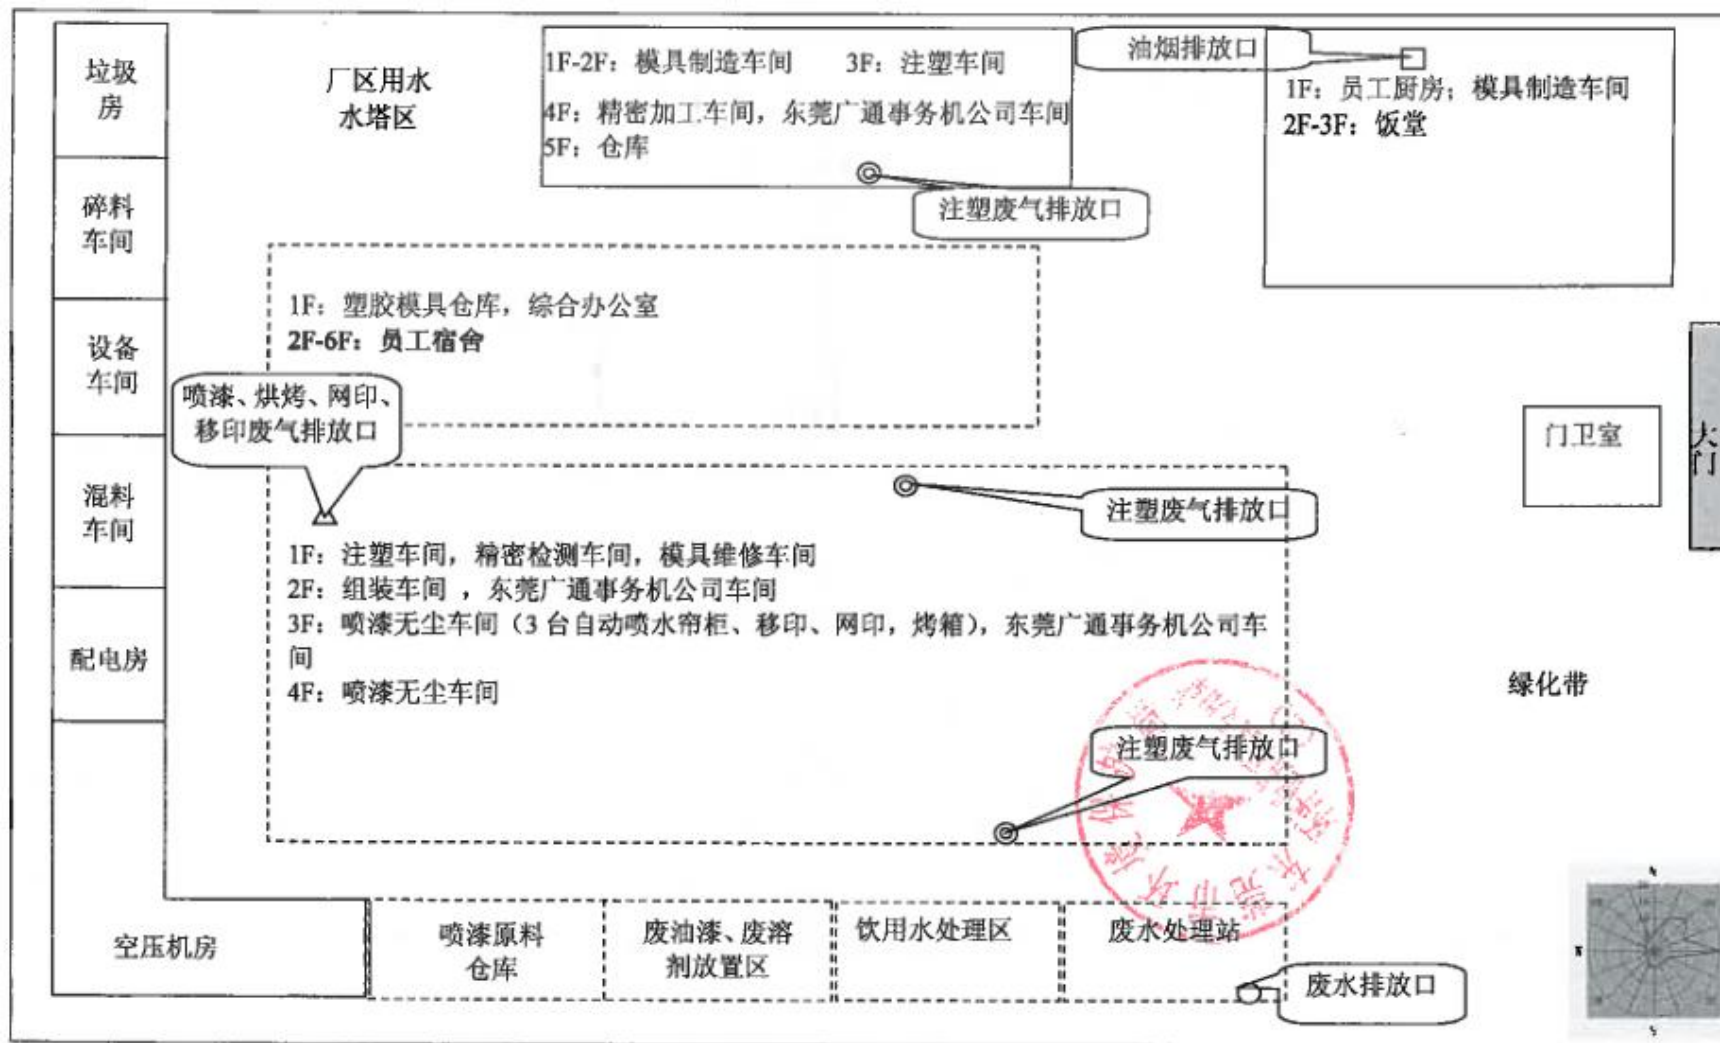 垃圾
房
厂区用水
水塔区
1F-2F：模具制造车间 3F：注塑车间
4F：精密加工车间，东莞广通事务机公司车间
5F：仓库
注塑废气排放口
油烟排放口
1F：员工厨房；模具制造车间
2F-3F：饭堂
碎料
车间
1F：塑胶模具仓库，综合办公室
2F-6F：员工宿舍
设备
车间
喷漆、烘烤、网印、
移印废气排放口
门卫室
大
门
混料
车间
注塑废气排放口
1F：注塑车间，精密检测车间，模具维修车间
2F：组装车间 ，东莞广通事务机公司车间
3F：喷漆无尘车间（3 台自动喷水帘柜、移印、网印，烤箱），东莞广通事务机公司车
间
4F：喷漆无尘车间
配电房
绿化带
注塑废气排放口
空压机房
喷漆原料
仓库
废油漆、废溶
剂放置区
饮用水处理区
废水处理站
废水排放口